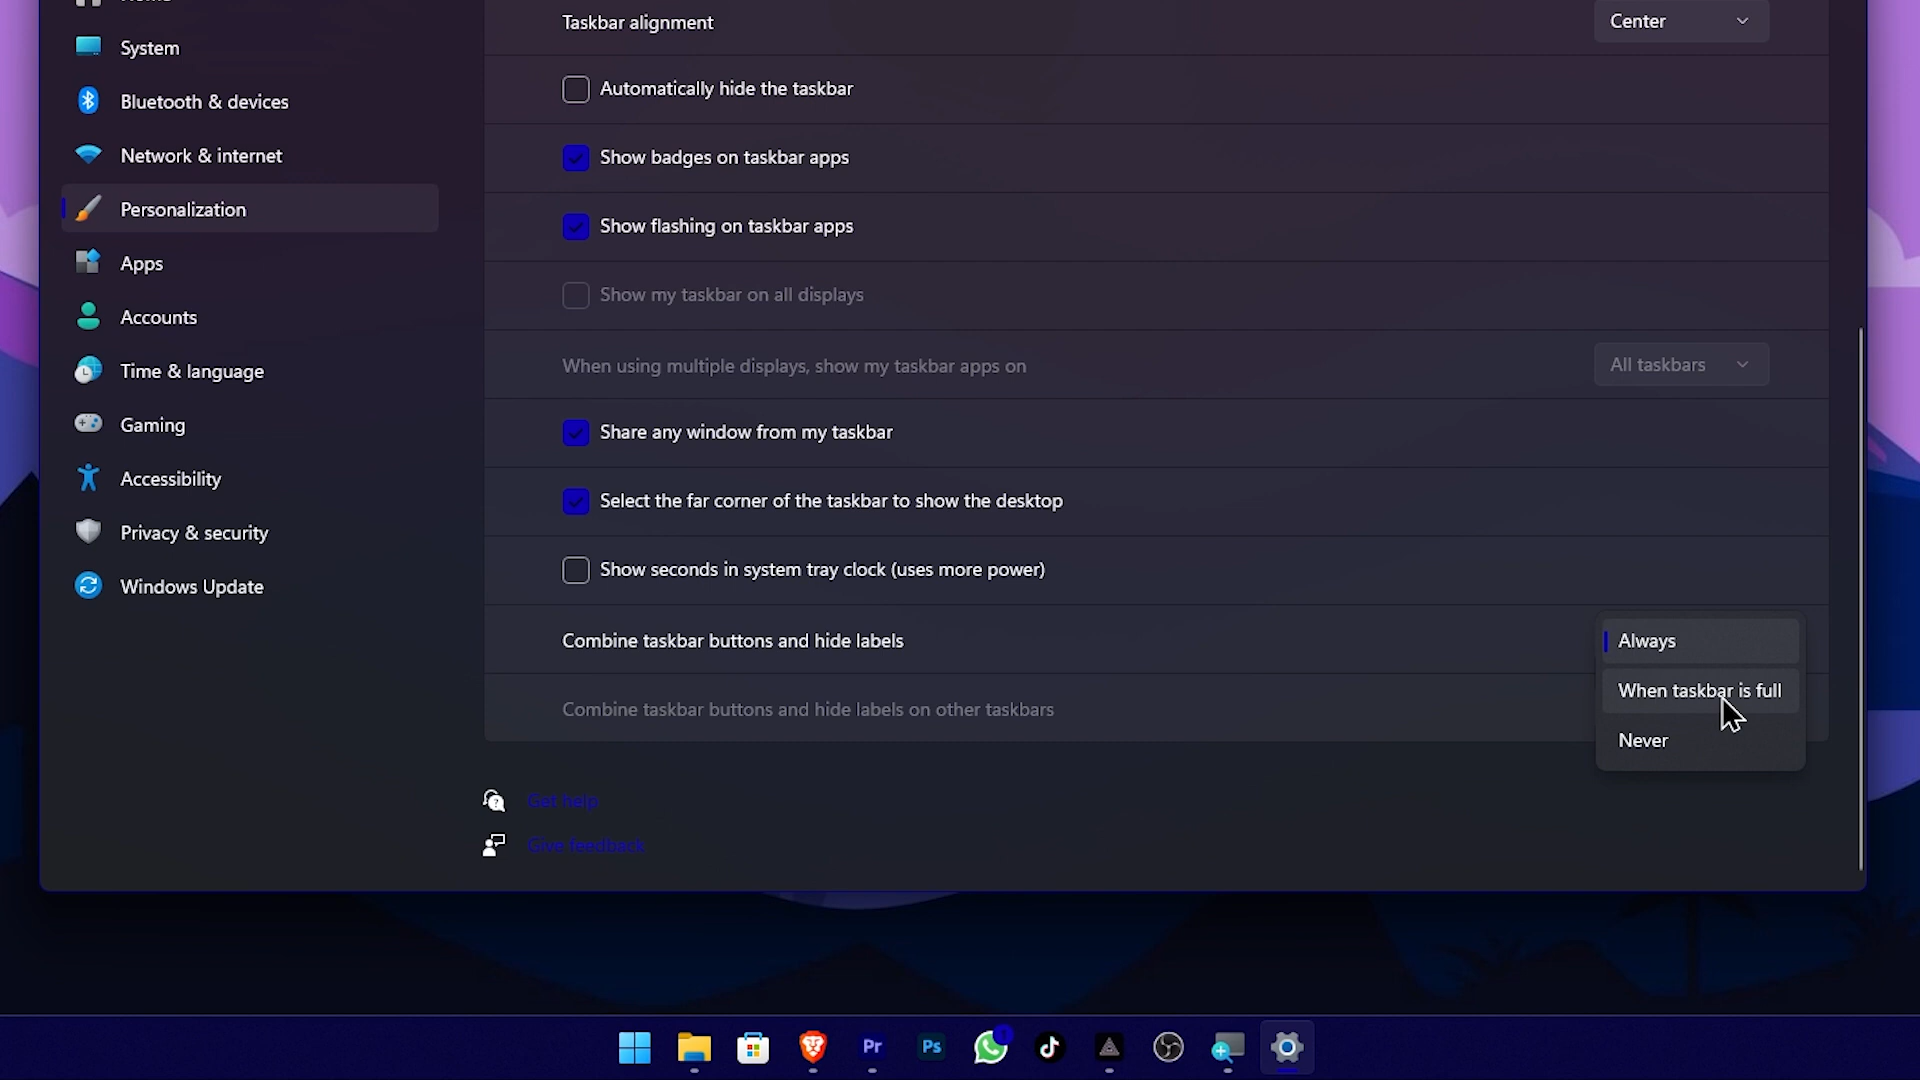 System
Bluetooth & devices
Network & internet
Personalization
Apps
Accounts
Time & language
Gaming
Accessibility
Privacy & security
Windows Update
Taskbar alignment
Center
Automatically hide the taskbar
Show badges on taskbar apps
Show flashing on taskbar apps
Show my taskbar on all displays
When using multiple displays, show my taskbar apps on
All taskbars
Share any window from my taskbar
Select the far corner of the taskbar to show the desktop
Show seconds in system tray clock (uses more power)
Combine taskbar buttons and hide labels
Always
When taskbar is full
Never
Combine taskbar buttons and hide labels on other taskbars
Get help
Give feedback
Pr
Ps